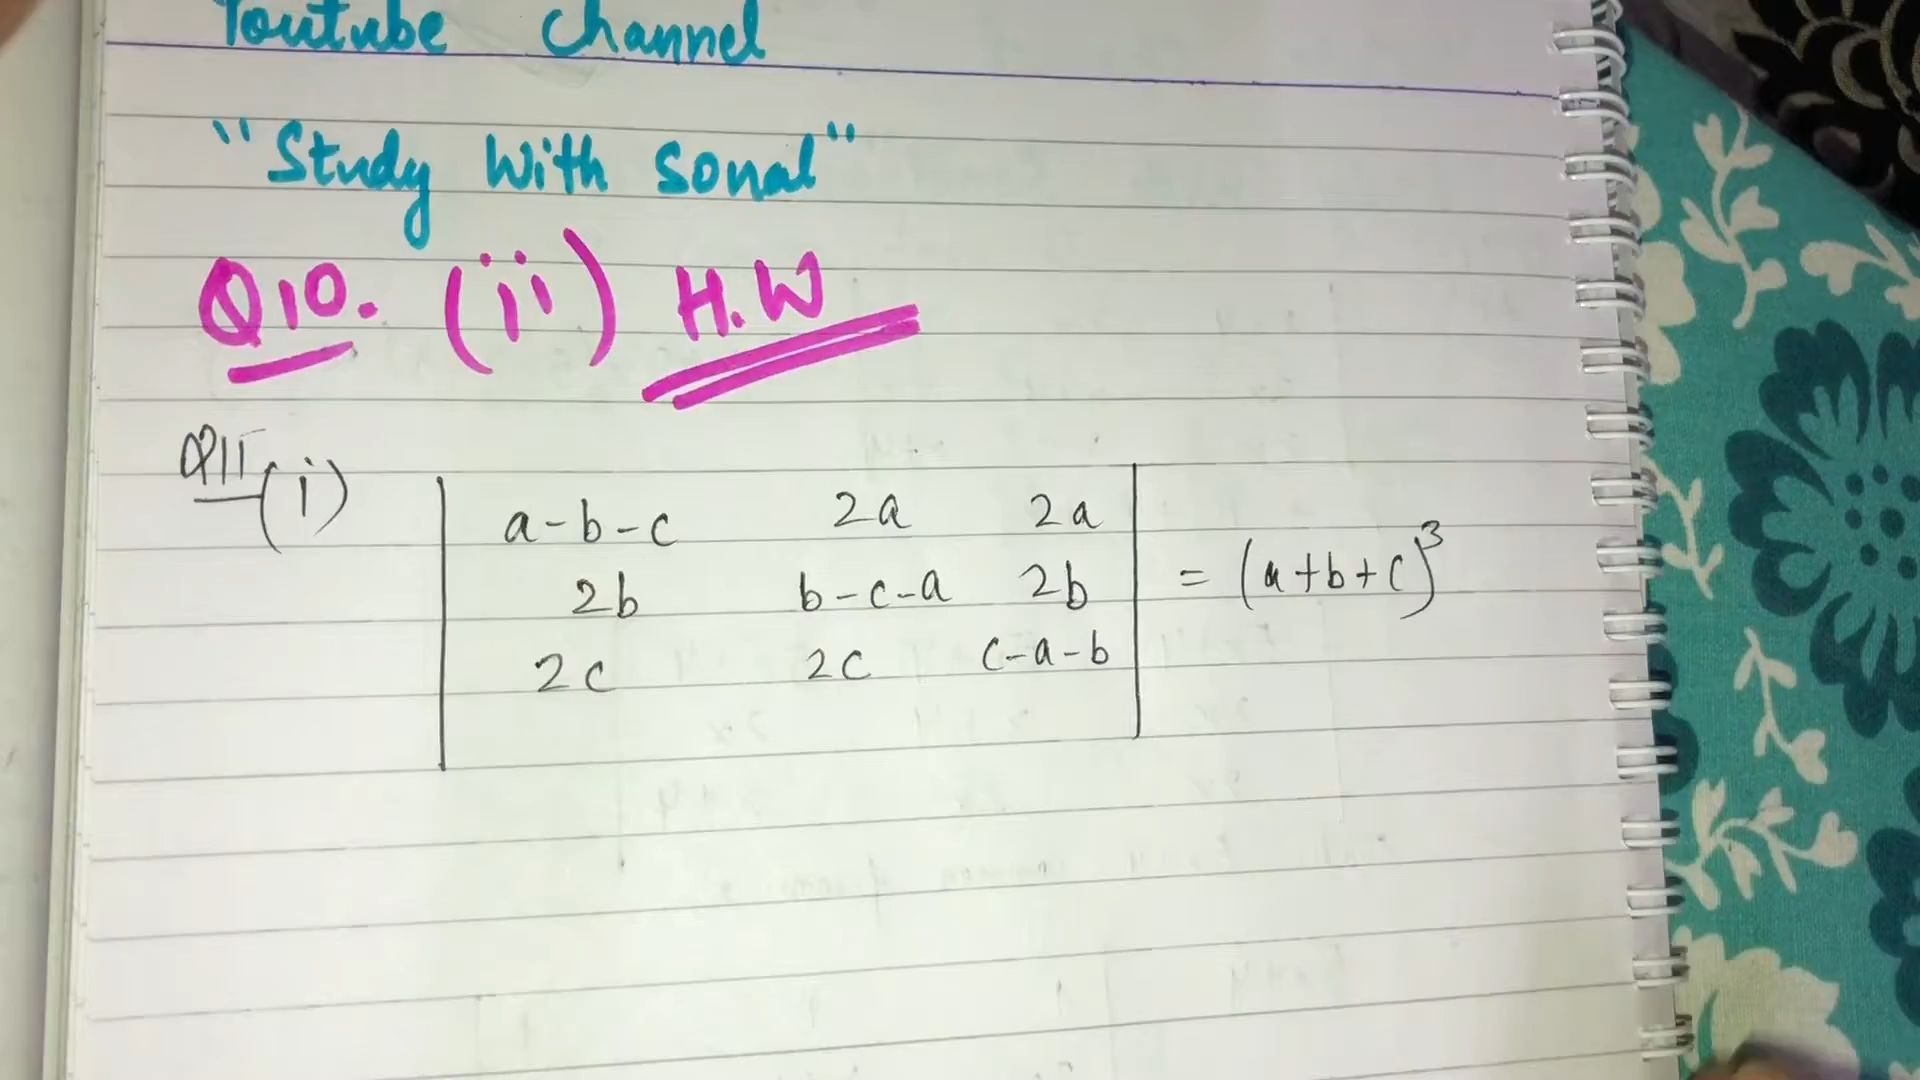 Youtube Channel
"Study With Sonal"
Q10. (ii) H.W
Q11 (i)
a-b-c 2a 2a
2b b-c-a 2b = (a+b+c)³
2c 2c c-a-b